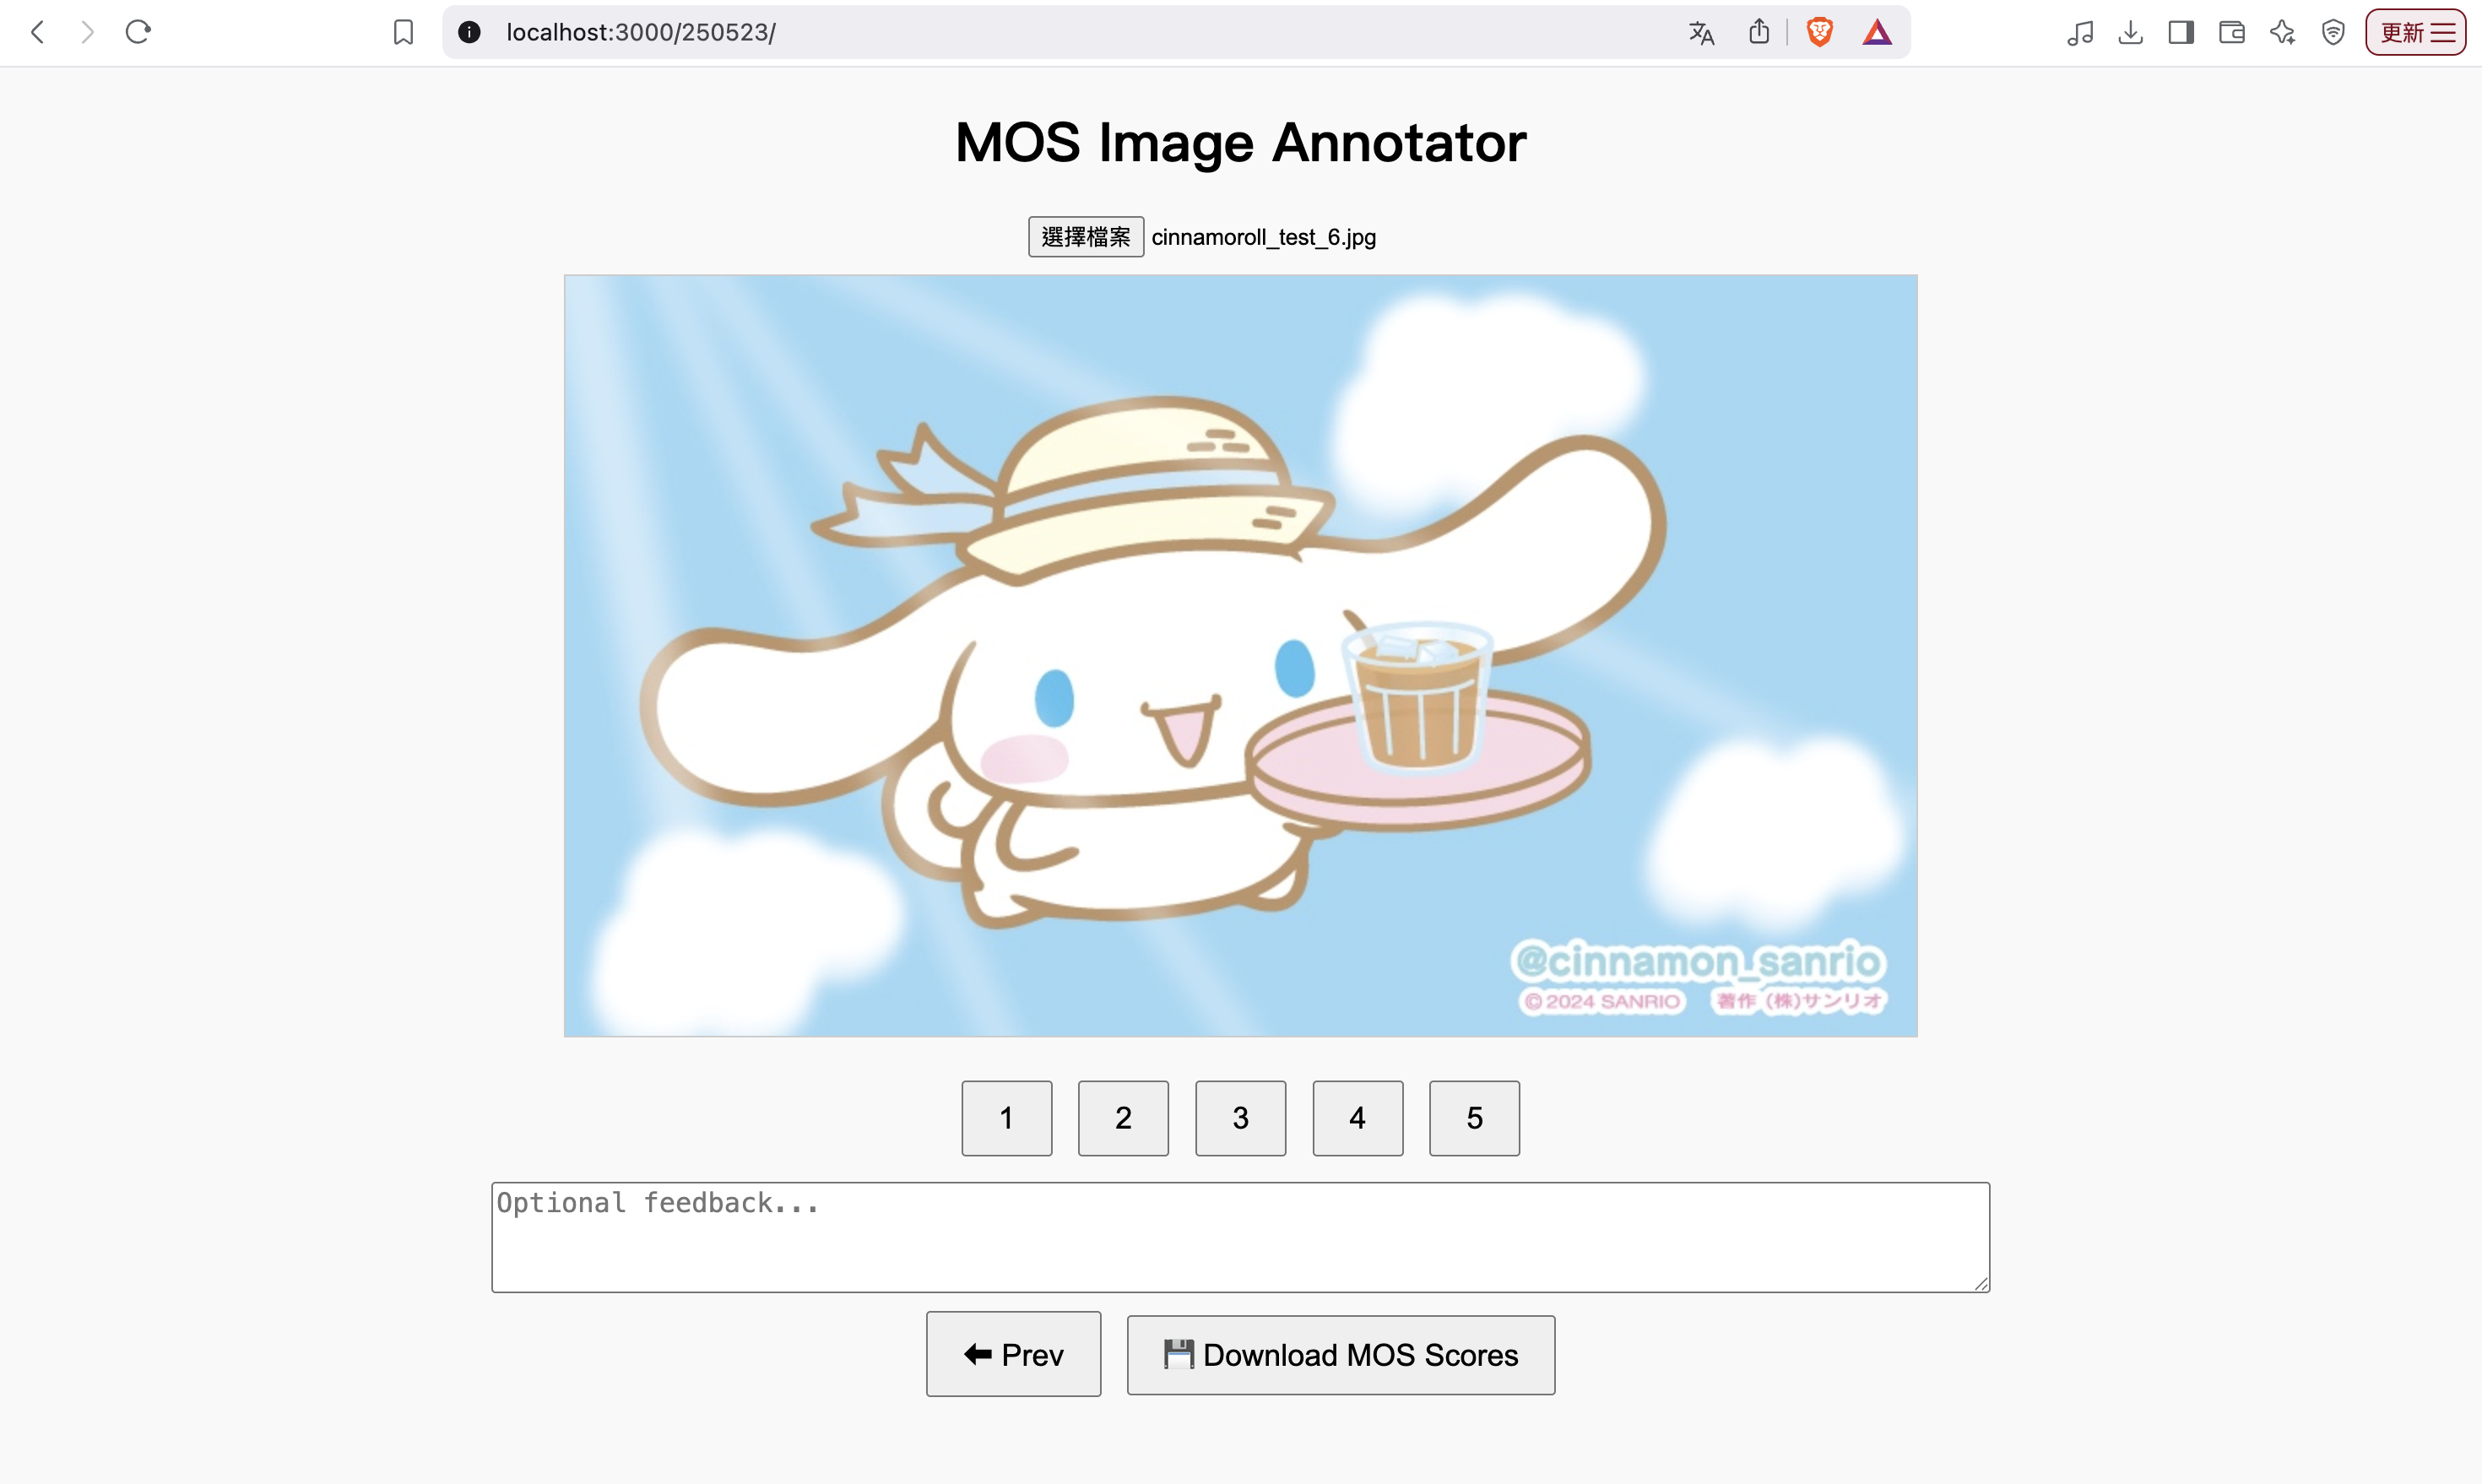 localhost:3000/250523/
更新
MOS Image Annotator
選擇檔案 cinnamoroll_test_6.jpg
@cinnamon_sanrio
© 2024 SANRIO 著作 (株)サンリオ
1 2 3 4 5
Optional feedback...
Prev
Download MOS Scores